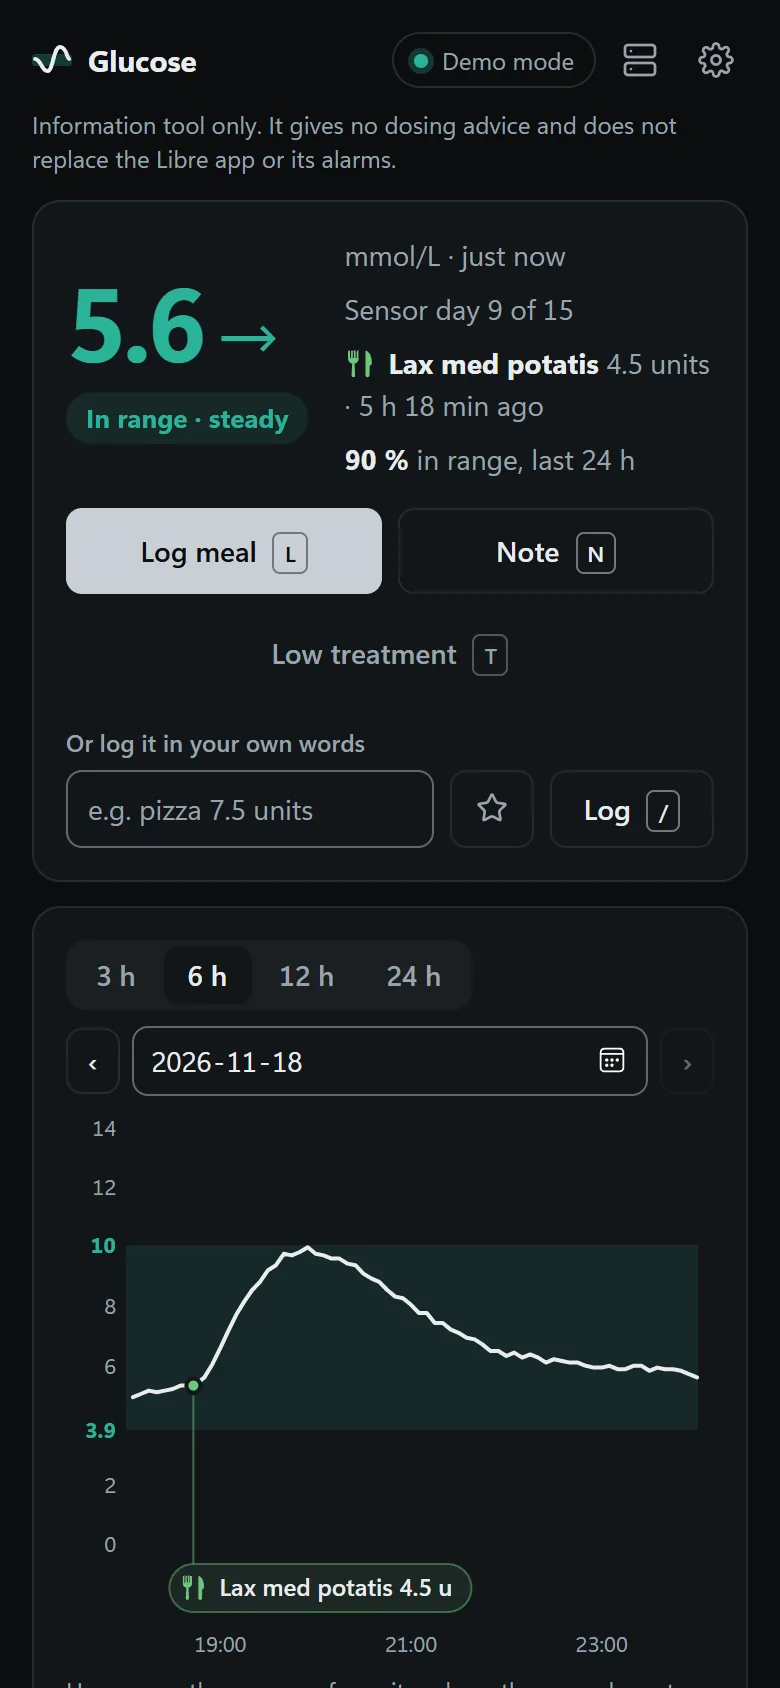 Glucose
Demo mode
Information tool only. It gives no dosing advice and does not
replace the Libre app or its alarms.
5.6 →
In range · steady
mmol/L · just now
Sensor day 9 of 15
Lax med potatis 4.5 units
· 5 h 18 min ago
90 % in range, last 24 h
Log meal L
Note N
Low treatment T
Or log it in your own words
e.g. pizza 7.5 units
Log /
3 h 6 h 12 h 24 h
‹ 2026-11-18 ›
14
12
10
8
6
3.9
2
0
Lax med potatis 4.5 u
19:00 21:00 23:00